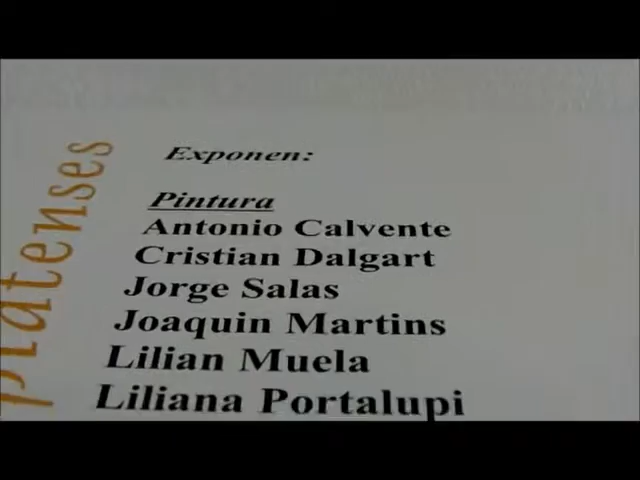 platenses
Exponen:
Pintura
Antonio Calvente
Cristian Dalgart
Jorge Salas
Joaquin Martins
Lilian Muela
Liliana Portalupi